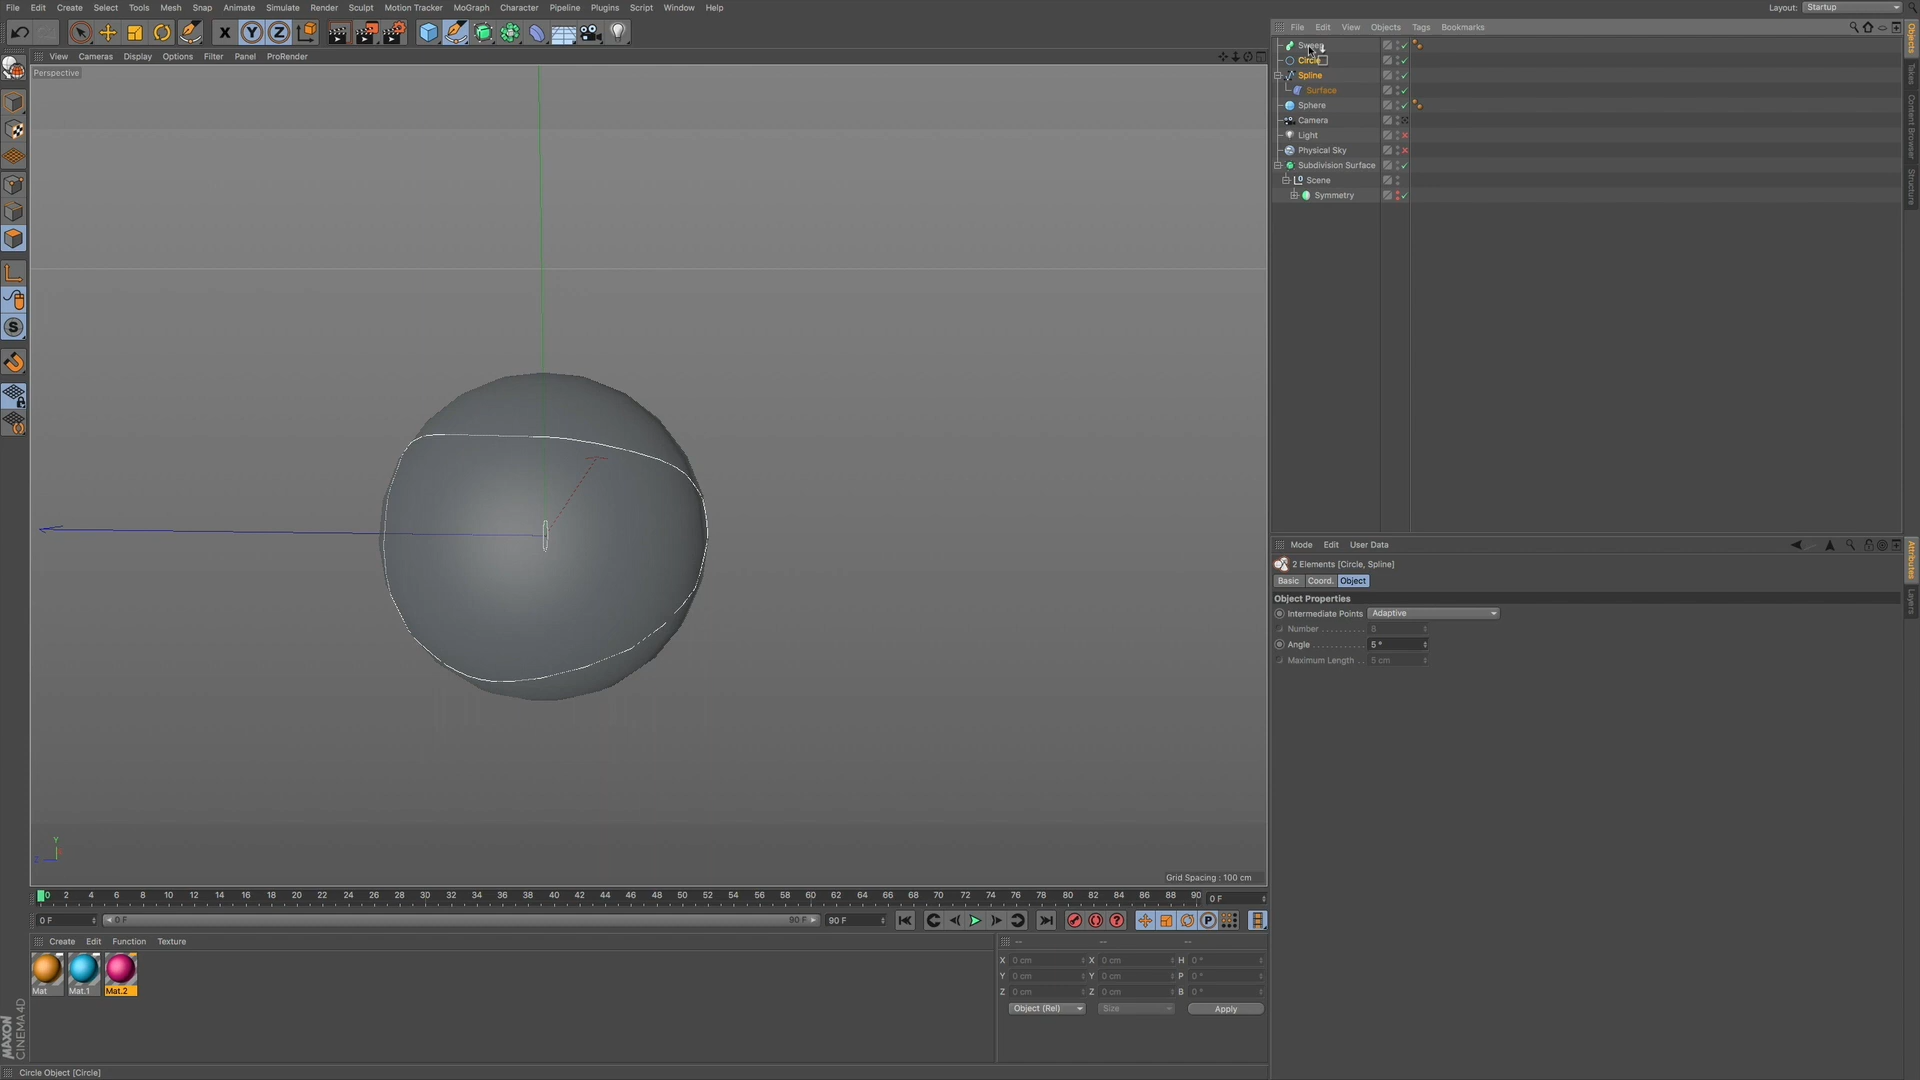 File Edit Create Select Tools Mesh Snap Animate Simulate Render Sculpt Motion Tracker MoGraph Character Pipeline Plugins Script Window Help
Layout: Startup
X Y Z
File Edit View Objects Tags Bookmarks
View Cameras Display Options Filter Panel ProRender
Perspective
Circle
Spline
Surface
Sphere
Camera
Light
Physical Sky
Subdivision Surface
Scene
Symmetry
Objects
Takes
Content Browser
Structure
Mode Edit User Data
2 Elements [Circle, Spline]
Basic Coord. Object
Object Properties
Intermediate Points Adaptive
Number . . . . . . . . . . 8
Angle . . . . . . . . . . . 5 °
Maximum Length . . 5 cm
Attributes
Layers
Y
Z
Grid Spacing : 100 cm
0 2 4 6 8 10 12 14 16 18 20 22 24 26 28 30 32 34 36 38 40 42 44 46 48 50 52 54 56 58 60 62 64 66 68 70 72 74 76 78 80 82 84 86 88 90
0 F
0 F 0 F 90 F 90 F
P
Create Edit Function Texture
Mat Mat.1 Mat.2
-- -- --
X 0 cm X 0 cm H 0 °
Y 0 cm Y 0 cm P 0 °
Z 0 cm Z 0 cm B 0 °
Object (Rel) Size Apply
MAXON
CINEMA 4D
Circle Object [Circle]